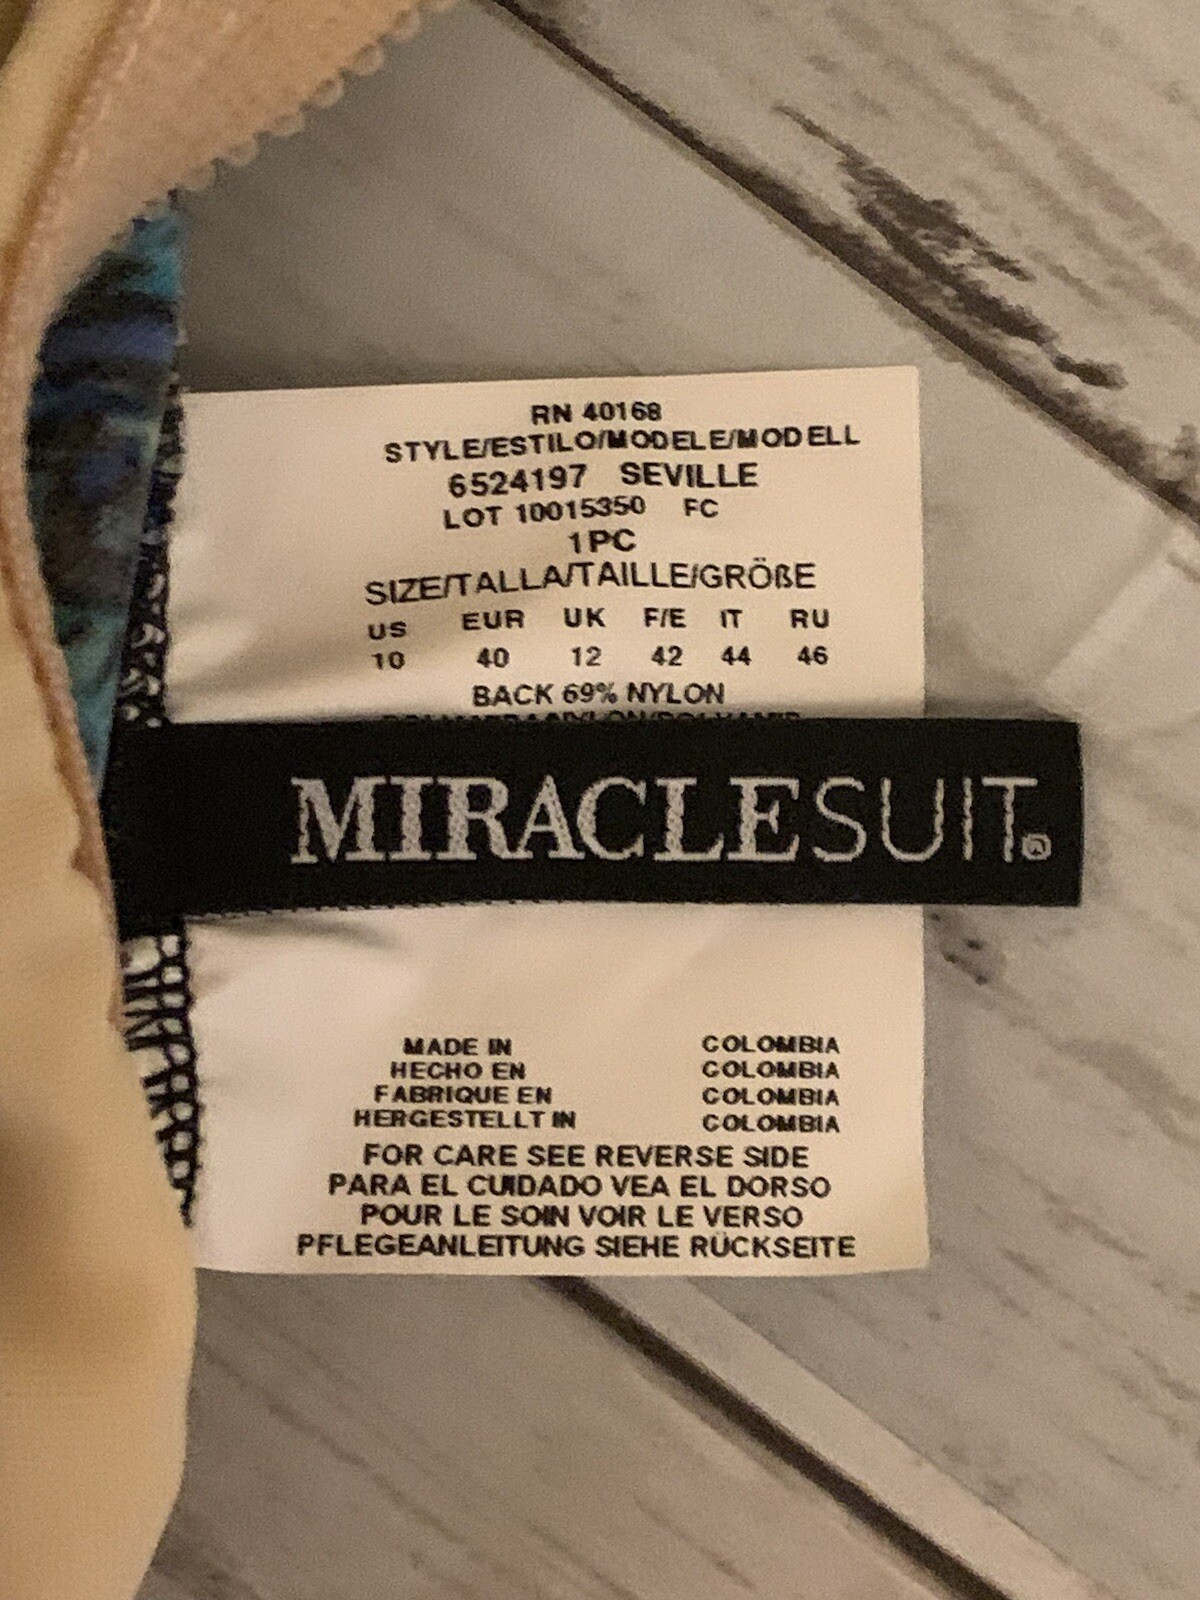 RN 40168
STYLE/ESTILO/MODELE/MODELL
6524197 SEVILLE
LOT 10015350 FC
1PC
SIZE/TALLA/TAILLE/GRÖßE
US EUR UK F/E IT RU
10 40 12 42 44 46
BACK 69% NYLON
MIRACLESUIT®
MADE IN COLOMBIA
HECHO EN COLOMBIA
FABRIQUE EN COLOMBIA
HERGESTELLT IN COLOMBIA
FOR CARE SEE REVERSE SIDE
PARA EL CUIDADO VEA EL DORSO
POUR LE SOIN VOIR LE VERSO
PFLEGEANLEITUNG SIEHE RÜCKSEITE